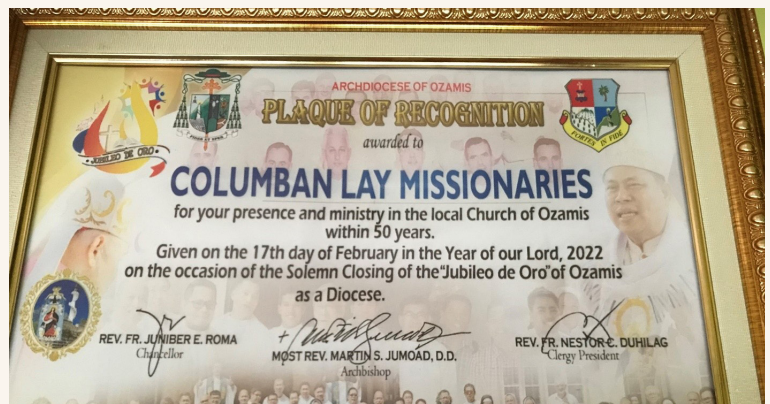 ARCHDIOCESE OF OZAMIS
PLAQUE OF RECOGNITION
JUBILEO DE ORO
FORTES IN FIDE
awarded to
COLUMBAN LAY MISSIONARIES
for your presence and ministry in the local Church of Ozamis
within 50 years.
Given on the 17th day of February in the Year of our Lord, 2022
on the occasion of the Solemn Closing of the "Jubileo de Oro" of Ozamis
as a Diocese.
REV. FR. JUNIBER E. ROMA
Chancellor
MOST REV. MARTIN S. JUMOAD, D.D.
Archbishop
REV. FR. NESTOR C. DUHILAG
Clergy President